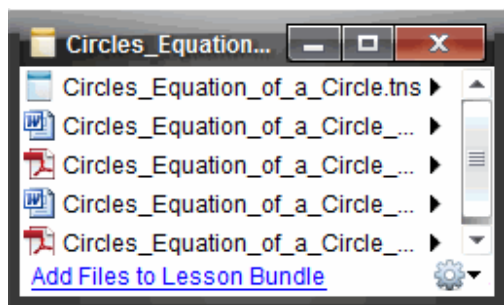 Circles_Equation...
Circles_Equation_of_a_Circle.tns
Circles_Equation_of_a_Circle_...
Circles_Equation_of_a_Circle_...
Circles_Equation_of_a_Circle_...
Circles_Equation_of_a_Circle_...
Add Files to Lesson Bundle